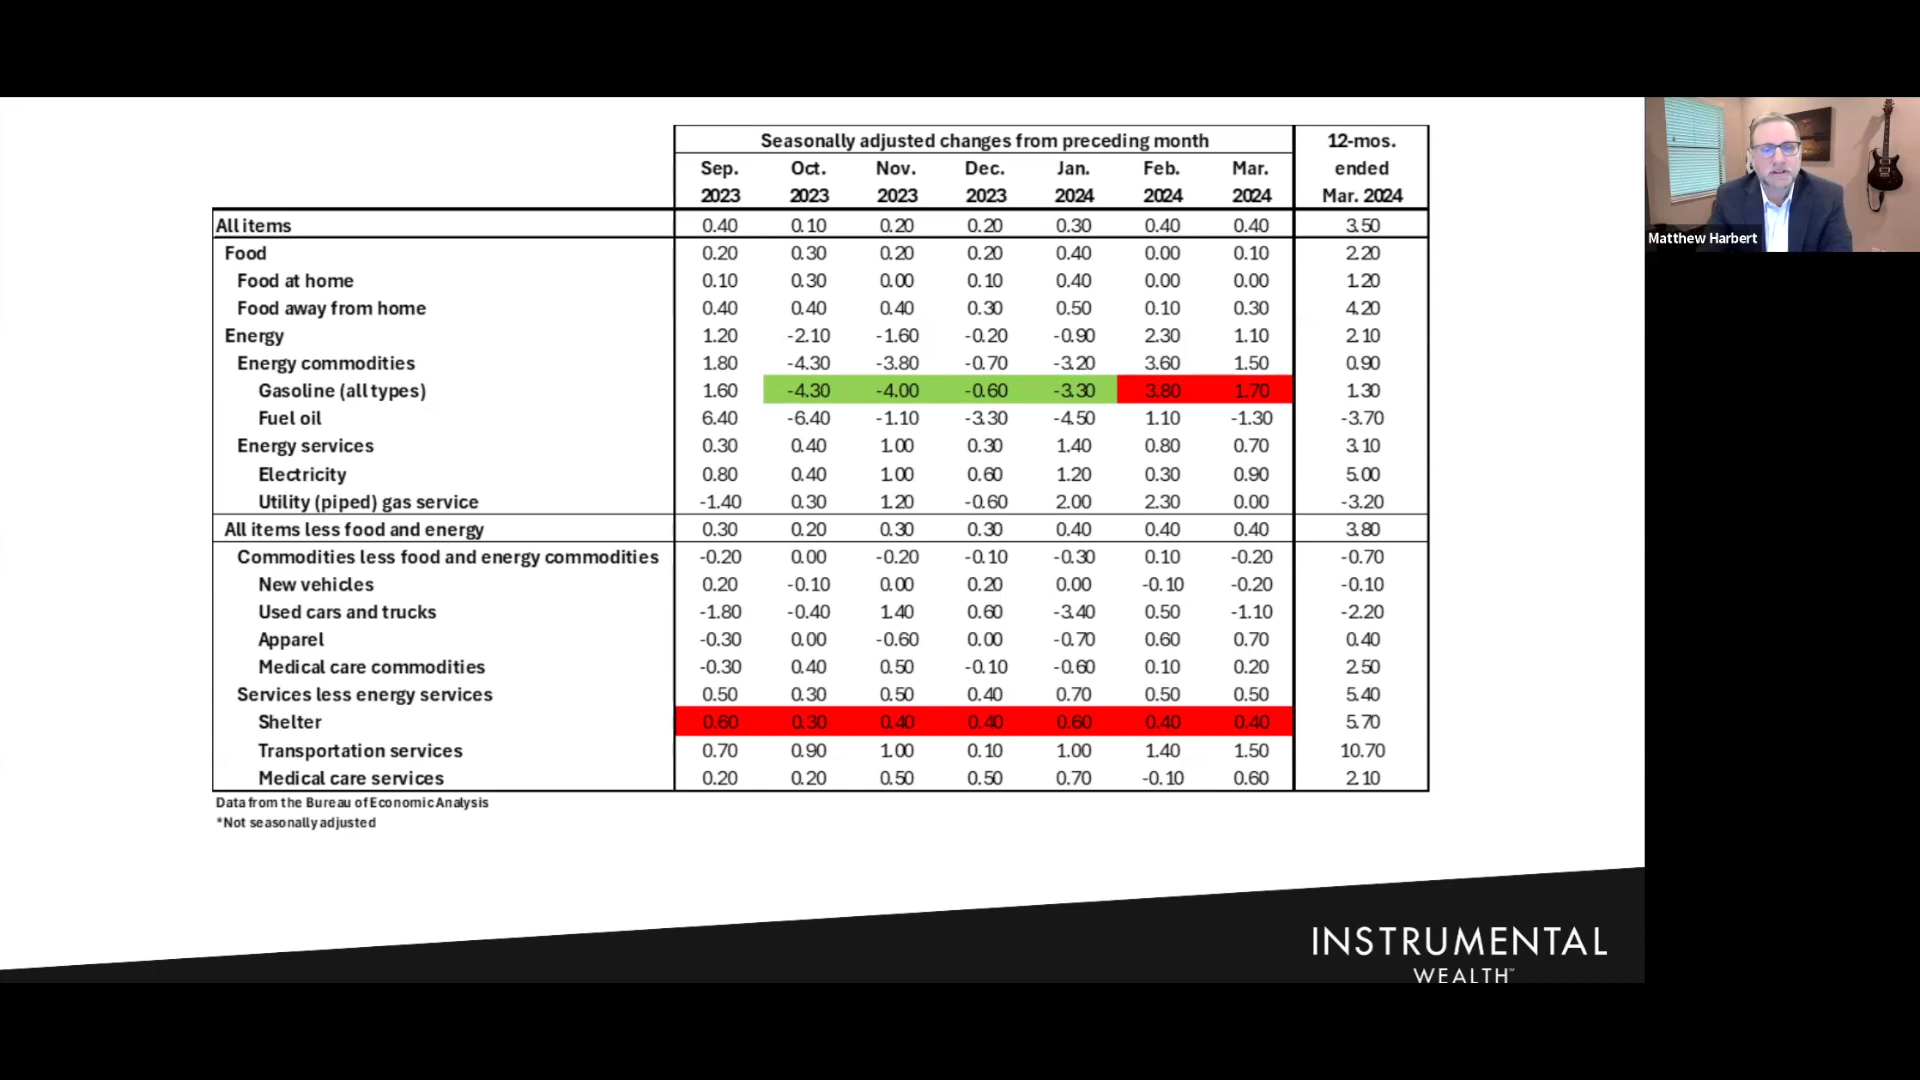 Seasonally adjusted changes from preceding month 12-mos.
Sep. Oct. Nov. Dec. Jan. Feb. Mar. ended
2023 2023 2023 2023 2024 2024 2024 Mar. 2024
All items 0.40 0.10 0.20 0.20 0.30 0.40 0.40 3.50
Food 0.20 0.30 0.20 0.20 0.40 0.00 0.10 2.20
Food at home 0.10 0.30 0.00 0.10 0.40 0.00 0.00 1.20
Food away from home 0.40 0.40 0.40 0.30 0.50 0.10 0.30 4.20
Energy 1.20 -2.10 -1.60 -0.20 -0.90 2.30 1.10 2.10
Energy commodities 1.80 -4.30 -3.80 -0.70 -3.20 3.60 1.50 0.90
Gasoline (all types) 1.60 -4.30 -4.00 -0.60 -3.30 3.80 1.70 1.30
Fuel oil 6.40 -6.40 -1.10 -3.30 -4.50 1.10 -1.30 -3.70
Energy services 0.30 0.40 1.00 0.30 1.40 0.80 0.70 3.10
Electricity 0.80 0.40 1.00 0.60 1.20 0.30 0.90 5.00
Utility (piped) gas service -1.40 0.30 1.20 -0.60 2.00 2.30 0.00 -3.20
All items less food and energy 0.30 0.20 0.30 0.30 0.40 0.40 0.40 3.80
Commodities less food and energy commodities -0.20 0.00 -0.20 -0.10 -0.30 0.10 -0.20 -0.70
New vehicles 0.20 -0.10 0.00 0.20 0.00 -0.10 -0.20 -0.10
Used cars and trucks -1.80 -0.40 1.40 0.60 -3.40 0.50 -1.10 -2.20
Apparel -0.30 0.00 -0.60 0.00 -0.70 0.60 0.70 0.40
Medical care commodities -0.30 0.40 0.50 -0.10 -0.60 0.10 0.20 2.50
Services less energy services 0.50 0.30 0.50 0.40 0.70 0.50 0.50 5.40
Shelter 0.60 0.30 0.40 0.40 0.60 0.40 0.40 5.70
Transportation services 0.70 0.90 1.00 0.10 1.00 1.40 1.50 10.70
Medical care services 0.20 0.20 0.50 0.50 0.70 -0.10 0.60 2.10
Data from the Bureau of Economic Analysis
*Not seasonally adjusted
Matthew Harbert
INSTRUMENTAL
WEALTH™